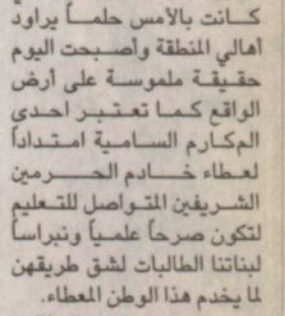 كانت بالأمس حلماً يراود
أهالي المنطقة وأصبحت اليوم
حقيقة ملموسة على أرض
الواقع كما تعتبر احدى
المكارم السامية امتداداً
لعطاء خادم الحرمين
الشريفين المتواصل للتعليم
لتكون صرحاً علمياً ونبراساً
لبناتنا الطالبات لشق طريقهن
لما يخدم هذا الوطن المعطاء.